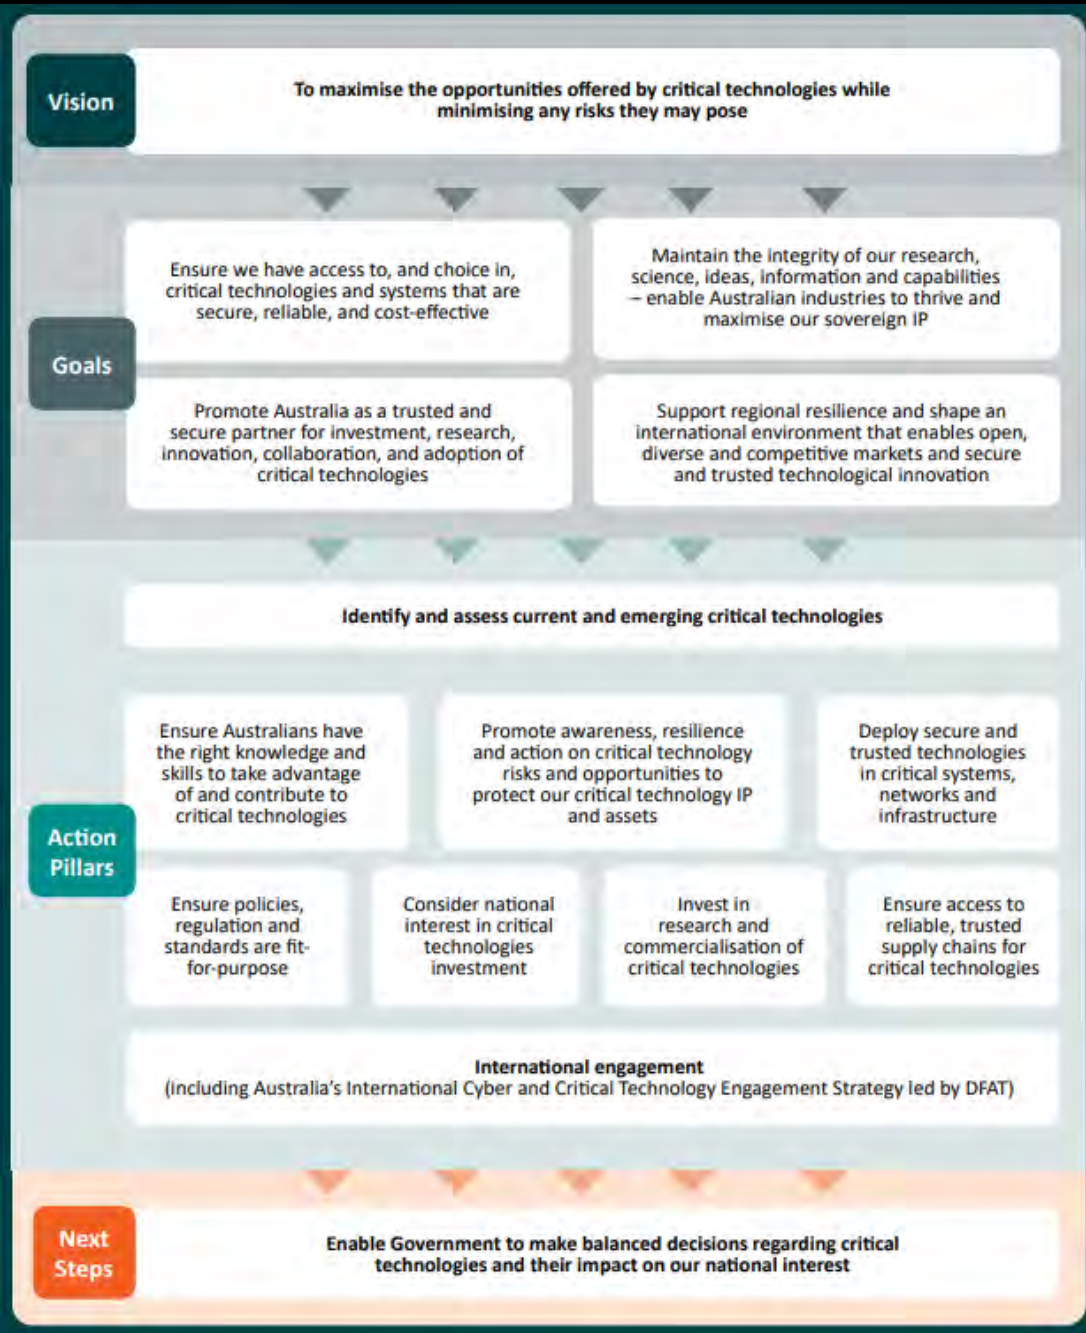 Vision
To maximise the opportunities offered by critical technologies while
minimising any risks they may pose
Goals
Ensure we have access to, and choice in,
critical technologies and systems that are
secure, reliable, and cost-effective
Maintain the integrity of our research,
science, ideas, information and capabilities
– enable Australian industries to thrive and
maximise our sovereign IP
Promote Australia as a trusted and
secure partner for investment, research,
innovation, collaboration, and adoption of
critical technologies
Support regional resilience and shape an
international environment that enables open,
diverse and competitive markets and secure
and trusted technological innovation
Action
Pillars
Identify and assess current and emerging critical technologies
Ensure Australians have
the right knowledge and
skills to take advantage
of and contribute to
critical technologies
Promote awareness, resilience
and action on critical technology
risks and opportunities to
protect our critical technology IP
and assets
Deploy secure and
trusted technologies
in critical systems,
networks and
infrastructure
Ensure policies,
regulation and
standards are fit-
for-purpose
Consider national
interest in critical
technologies
investment
Invest in
research and
commercialisation of
critical technologies
Ensure access to
reliable, trusted
supply chains for
critical technologies
International engagement
(including Australia's International Cyber and Critical Technology Engagement Strategy led by DFAT)
Next
Steps
Enable Government to make balanced decisions regarding critical
technologies and their impact on our national interest